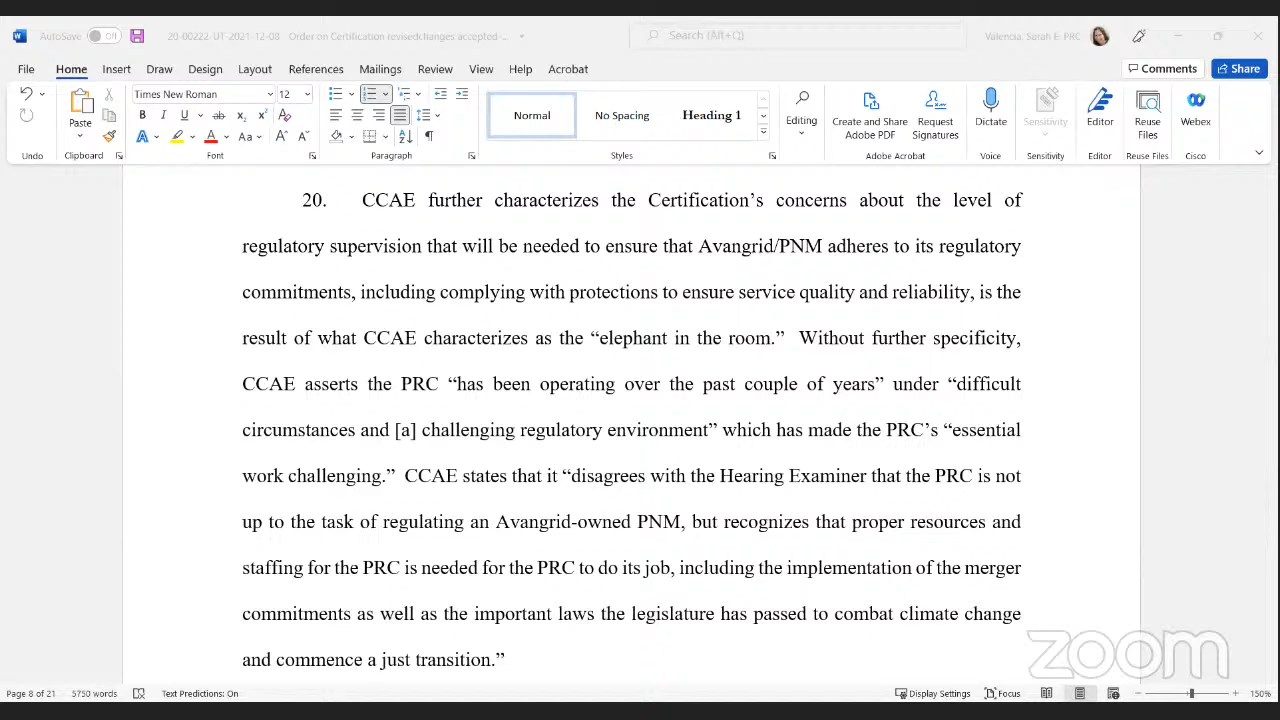 AutoSave Off 20-00222-UT-2021-12-08 Order on Certification revisedchanges accepted -... Search (Alt+Q) Valencia, Sarah E, PRC
File Home Insert Draw Design Layout References Mailings Review View Help Acrobat Comments Share
Times New Roman 12
Paste
Normal No Spacing Heading 1
Editing
Create and Share Adobe PDF
Request Signatures
Dictate
Sensitivity
Editor
Reuse Files
Webex
Undo Clipboard Font Paragraph Styles Adobe Acrobat Voice Sensitivity Editor Reuse Files Cisco
20. CCAE further characterizes the Certification’s concerns about the level of
regulatory supervision that will be needed to ensure that Avangrid/PNM adheres to its regulatory
commitments, including complying with protections to ensure service quality and reliability, is the
result of what CCAE characterizes as the “elephant in the room.” Without further specificity,
CCAE asserts the PRC “has been operating over the past couple of years” under “difficult
circumstances and [a] challenging regulatory environment” which has made the PRC’s “essential
work challenging.” CCAE states that it “disagrees with the Hearing Examiner that the PRC is not
up to the task of regulating an Avangrid-owned PNM, but recognizes that proper resources and
staffing for the PRC is needed for the PRC to do its job, including the implementation of the merger
commitments as well as the important laws the legislature has passed to combat climate change
and commence a just transition.”
zoom
Page 8 of 21 5750 words Text Predictions: On Display Settings Focus 150%